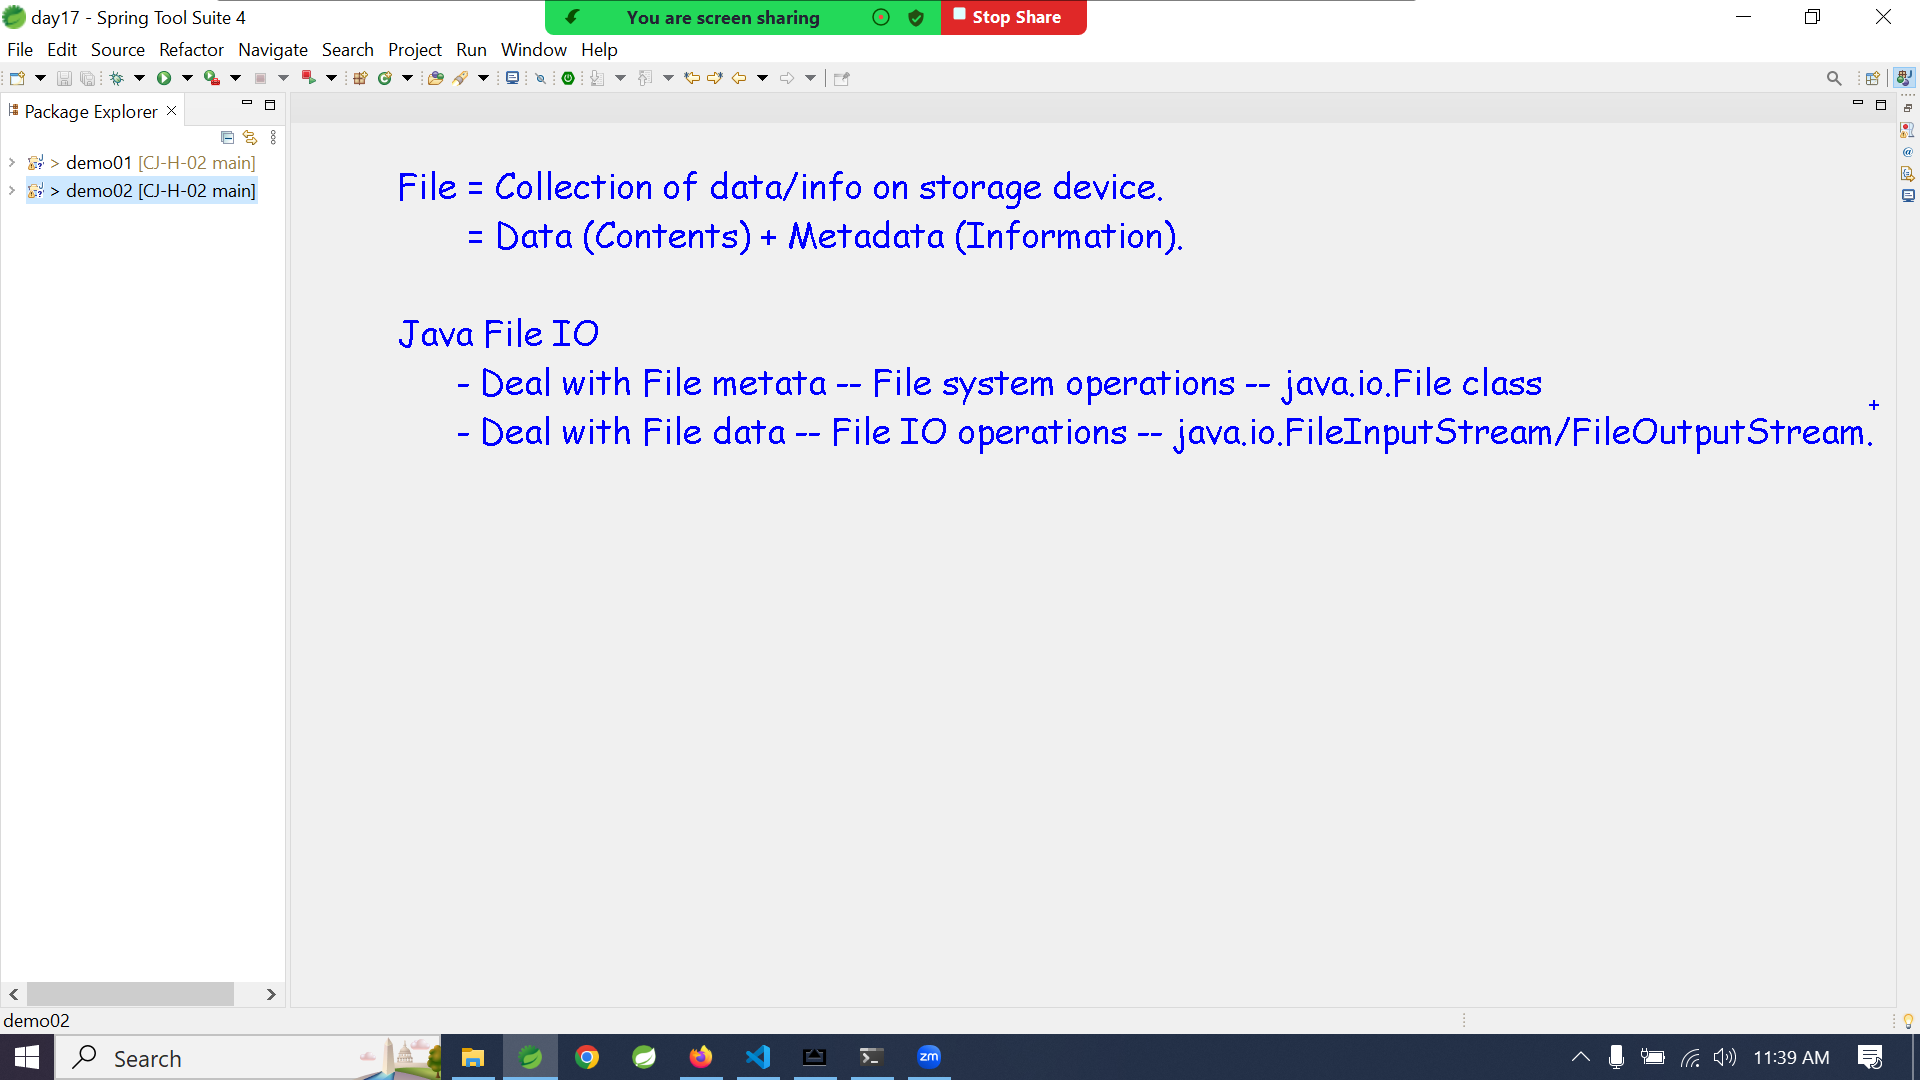 day17 - Spring Tool Suite 4
You are screen sharing
Stop Share
File Edit Source Refactor Navigate Search Project Run Window Help
Package Explorer
> demo01 [CJ-H-02 main]
> demo02 [CJ-H-02 main]
File = Collection of data/info on storage device.
= Data (Contents) + Metadata (Information).
Java File IO
- Deal with File metata -- File system operations -- java.io.File class
- Deal with File data -- File IO operations -- java.io.FileInputStream/FileOutputStream.
demo02
Search
zm
11:39 AM